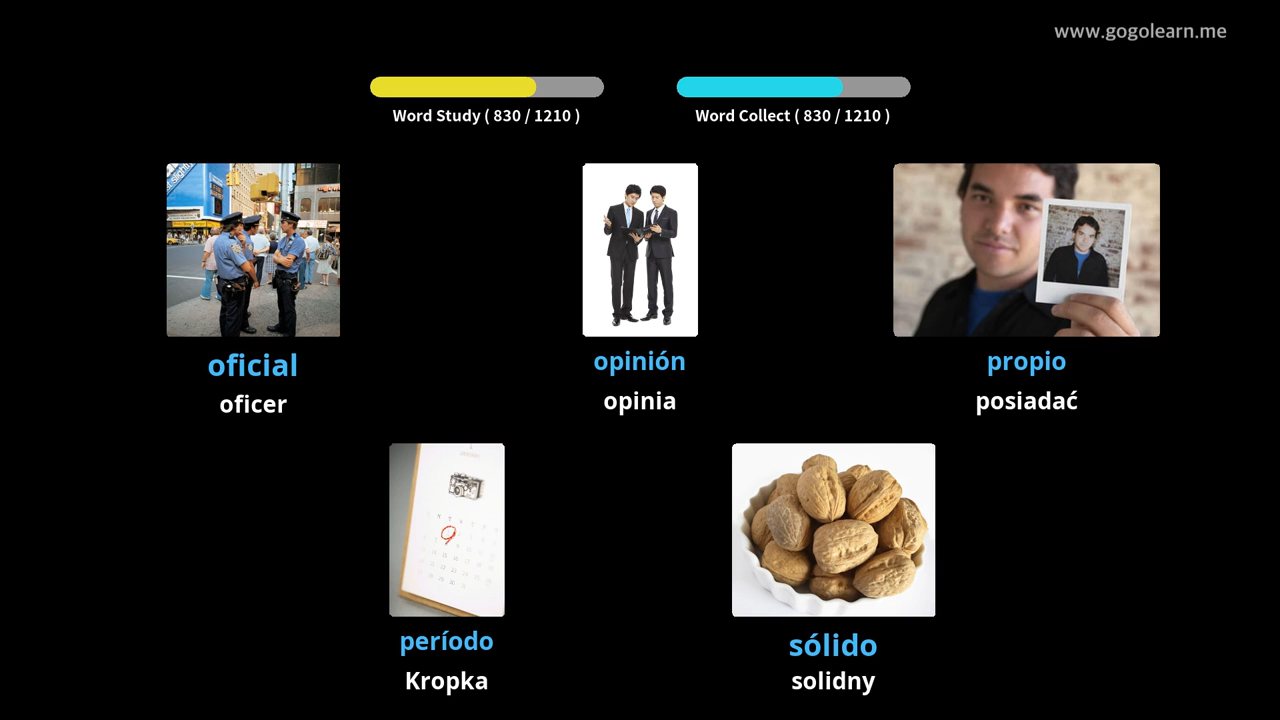 www.gogolearn.me
Word Study ( 830 / 1210 )
Word Collect ( 830 / 1210 )
oficial
oficer
opinión
opinia
propio
posiadać
período
Kropka
sólido
solidny